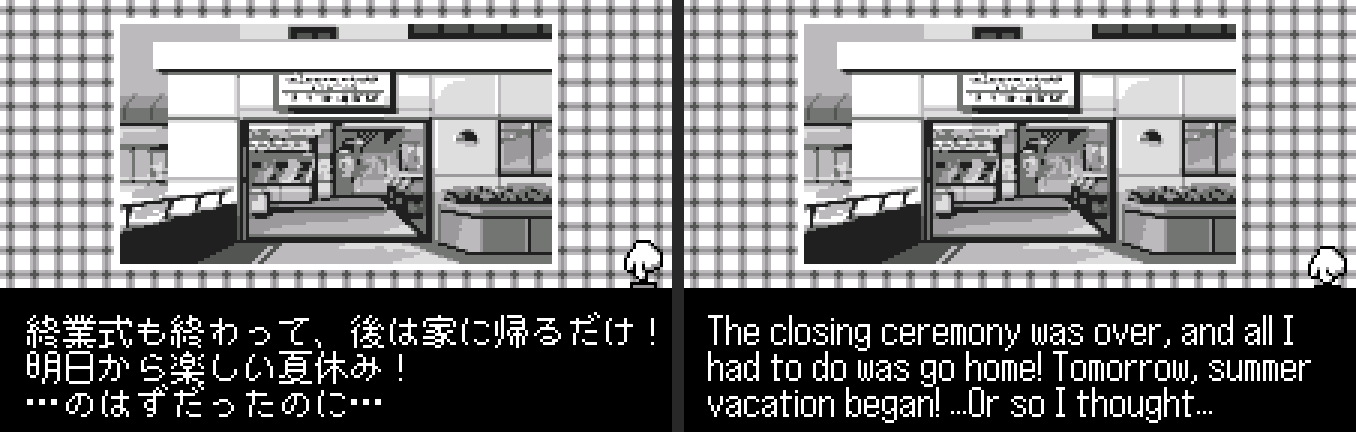 終業式も終わって、後は家に帰るだけ！
明日から楽しい夏休み！
…のはずだったのに…
The closing ceremony was over, and all I
had to do was go home! Tomorrow, summer
vacation began! …Or so I thought…